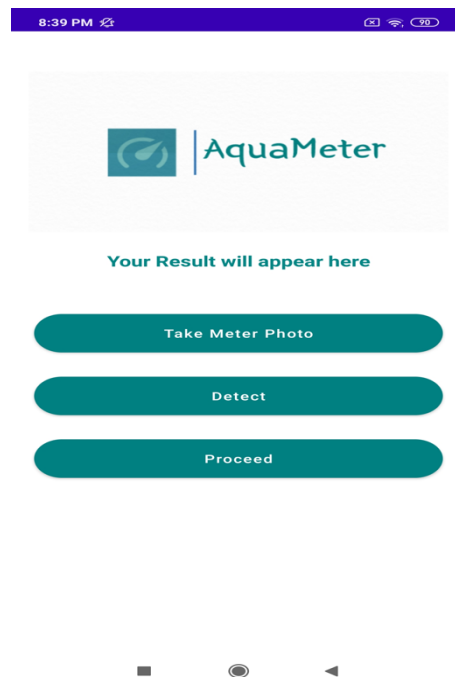 8:39 PM
90
AquaMeter
Your Result will appear here
Take Meter Photo
Detect
Proceed